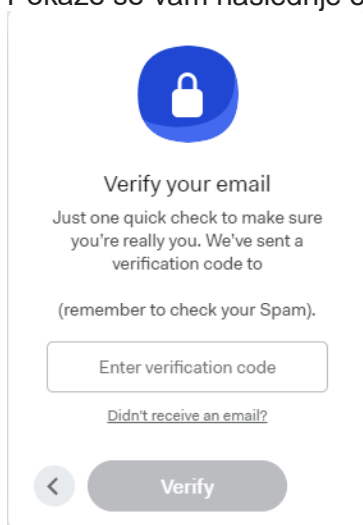 Pokaže se vam naslednje
Verify your email
Just one quick check to make sure
you're really you. We've sent a
verification code to
(remember to check your Spam).
Enter verification code
Didn't receive an email?
Verify